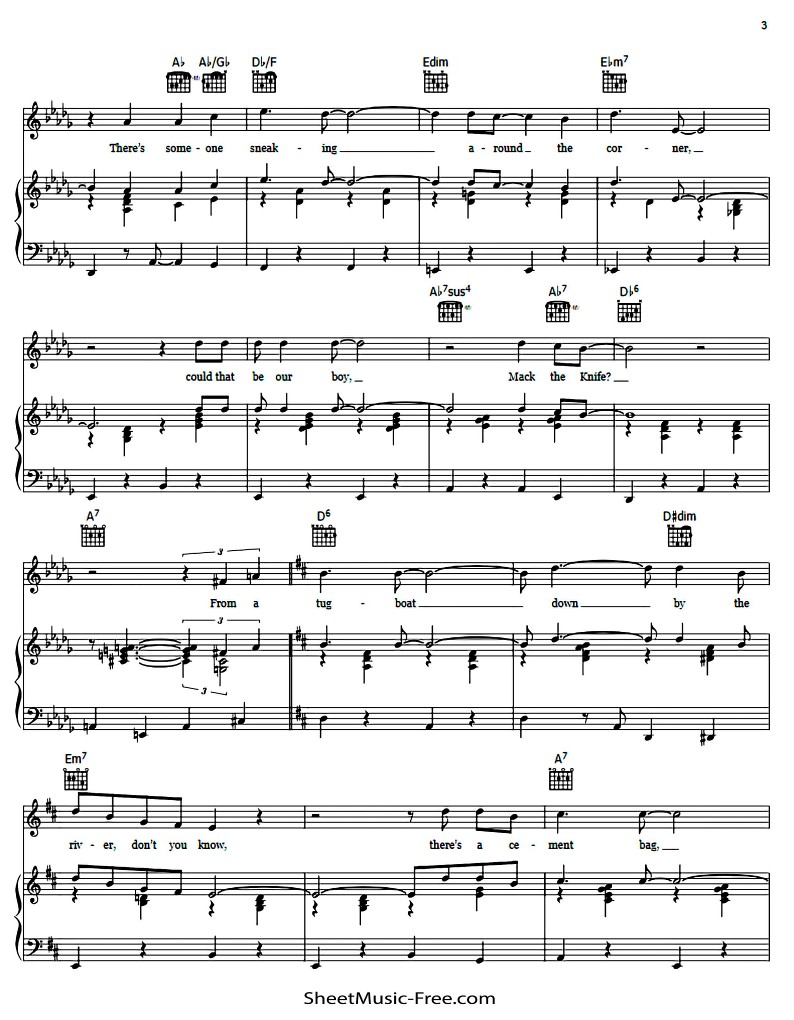 3
A♭ A♭/G♭ D♭/F Edim E♭m7
There's some - one sneak - ing a - round the cor - ner,
A♭7sus4 A♭7 D♭6
could that be our boy, Mack the Knife?
A7 D6 D#dim
3
From a tug - boat down by the
3
3
Em7 A7
riv - er, don't you know, there's a ce - ment bag,
SheetMusic-Free.com